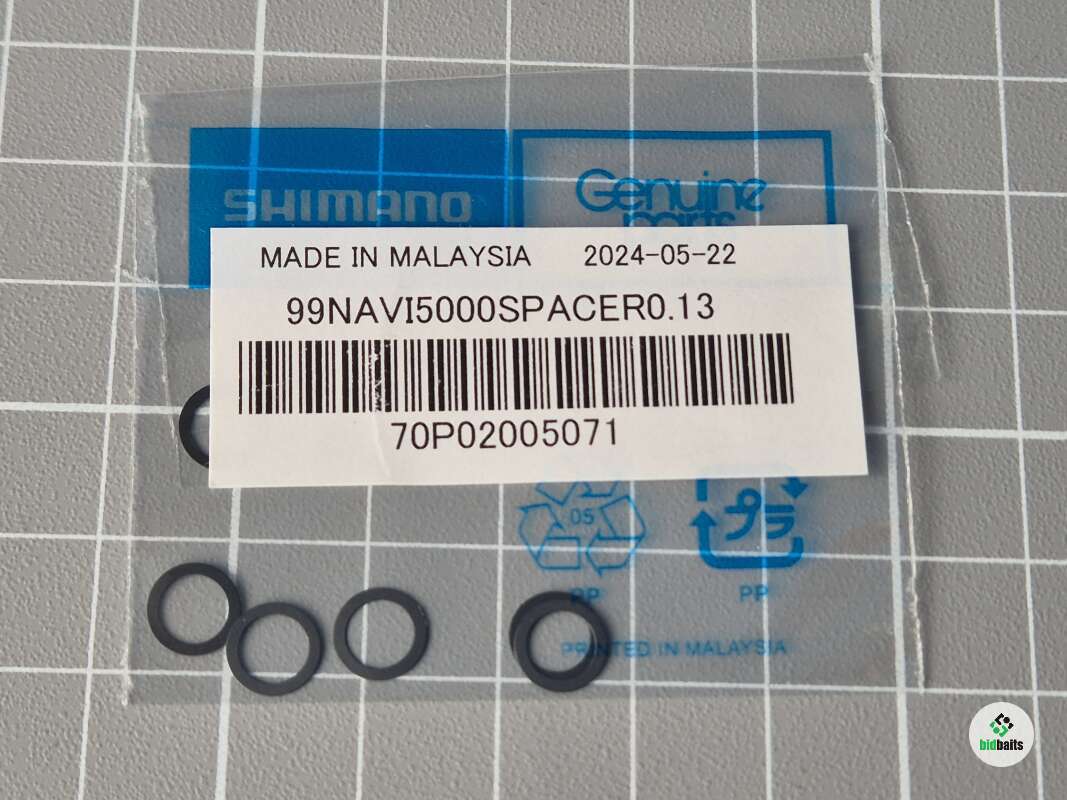 SHIMANO
Genuine
parts
MADE IN MALAYSIA 2024-05-22
99NAVI5000SPACER0.13
70P02005071
05
プラ
PP
PP
PRINTED IN MALAYSIA
bidbaits